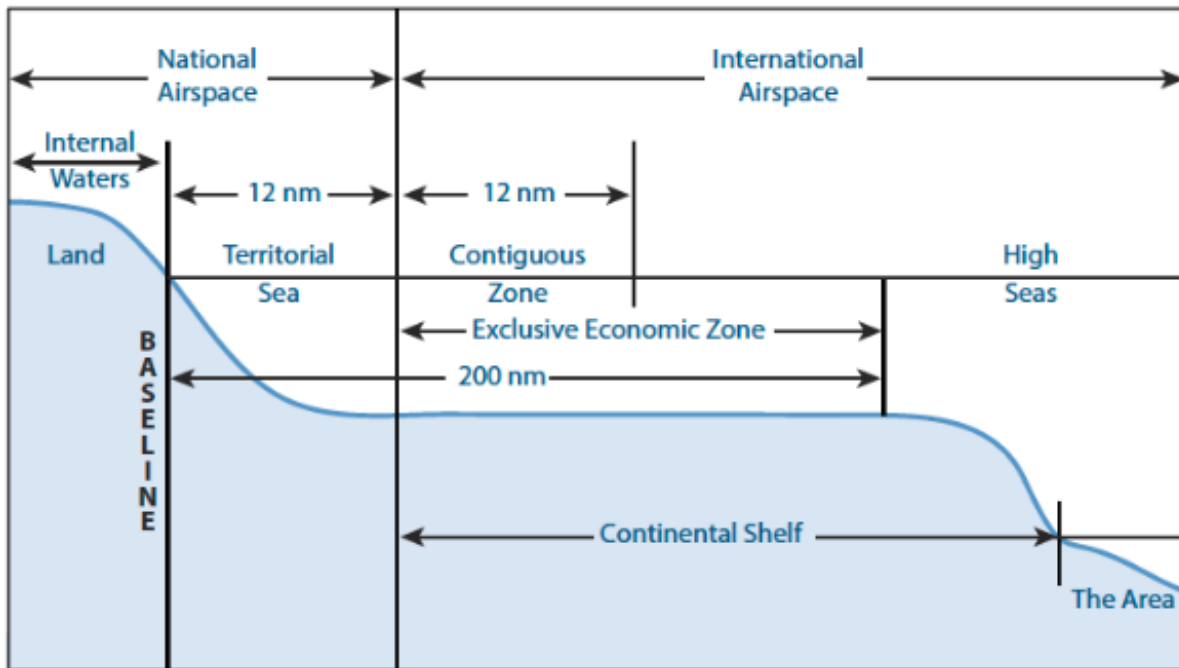 National
Airspace
International
Airspace
Internal
Waters
12 nm
12 nm
Land
Territorial
Sea
Contiguous
Zone
High
Seas
Exclusive Economic Zone
200 nm
BASELINE
Continental Shelf
The Area